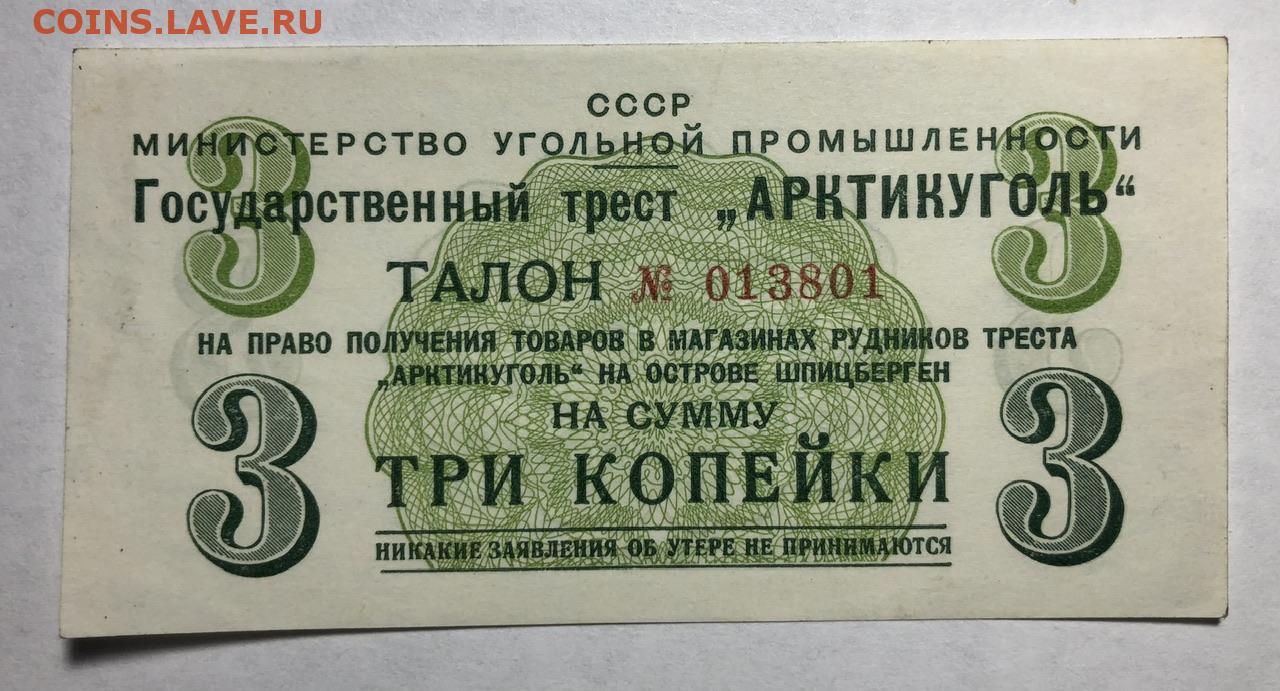 COINS.LAVE.RU
СССР
МИНИСТЕРСТВО УГОЛЬНОЙ ПРОМЫШЛЕННОСТИ
Государственный трест „АРКТИКУГОЛЬ“
ТАЛОН № 013801
НА ПРАВО ПОЛУЧЕНИЯ ТОВАРОВ В МАГАЗИНАХ РУДНИКОВ ТРЕСТА
„АРКТИКУГОЛЬ“ НА ОСТРОВЕ ШПИЦБЕРГЕН
НА СУММУ
ТРИ КОПЕЙКИ
НИКАКИЕ ЗАЯВЛЕНИЯ ОБ УТЕРЕ НЕ ПРИНИМАЮТСЯ
3
3
3
3